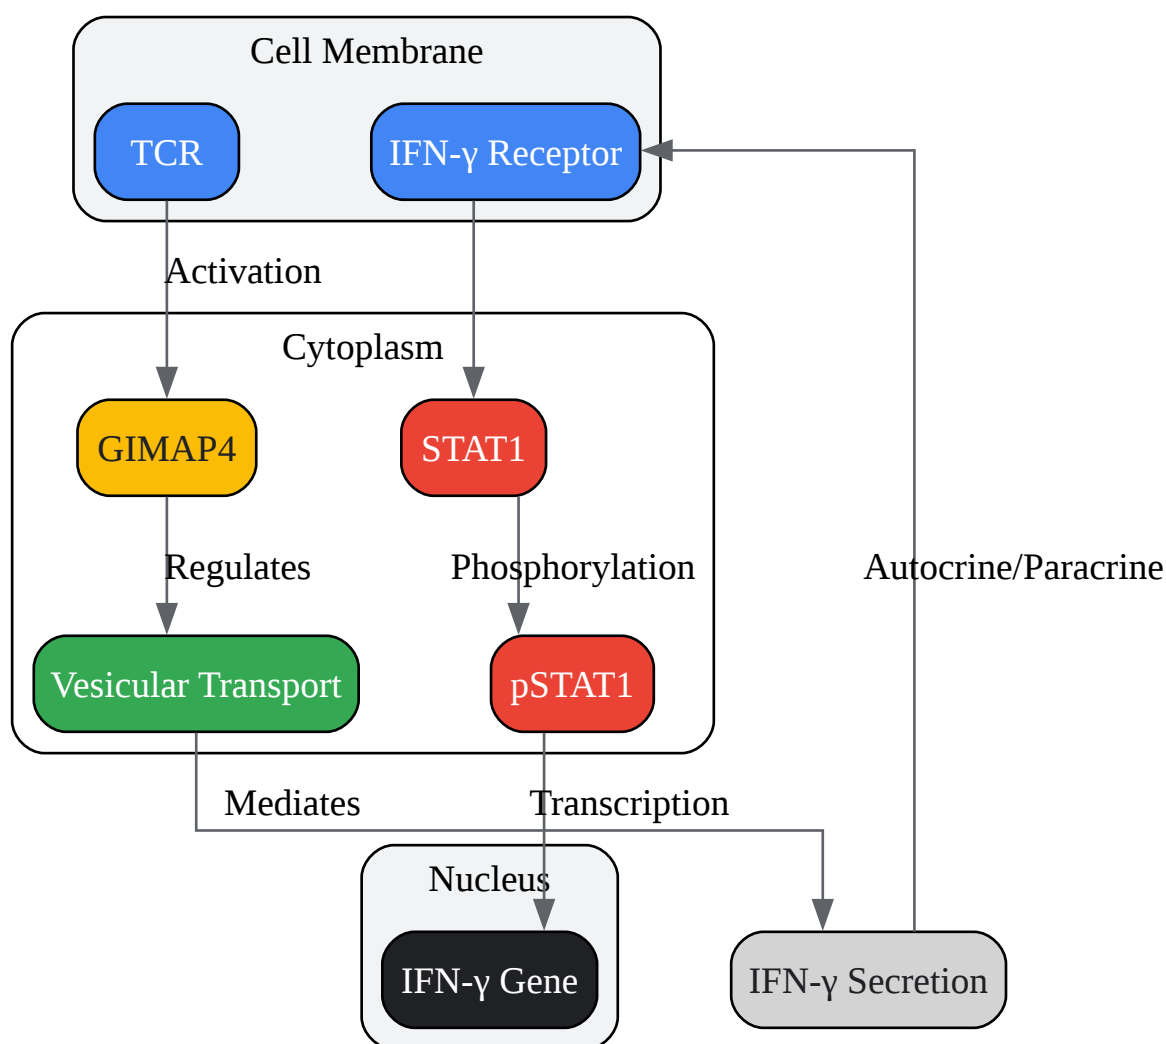 Cell Membrane
TCR
IFN-γ Receptor
Activation
Cytoplasm
GIMAP4
STAT1
Regulates
Phosphorylation
Autocrine/Paracrine
Vesicular Transport
pSTAT1
Mediates
Transcription
Nucleus
IFN-γ Gene
IFN-γ Secretion